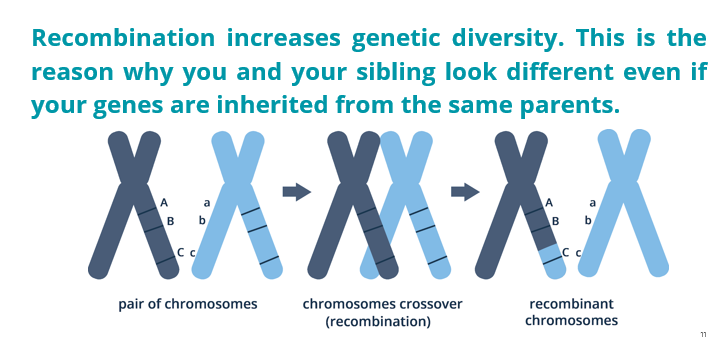 Recombination increases genetic diversity. This is the
reason why you and your sibling look different even if
your genes are inherited from the same parents.
A a
B b
C c
A a
B b
C c
pair of chromosomes
chromosomes crossover
(recombination)
recombinant
chromosomes
11